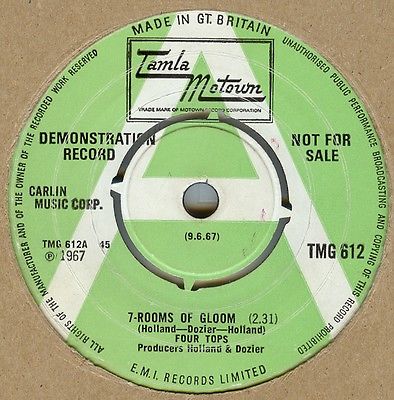 MADE IN GT. BRITAIN
ALL RIGHTS OF THE MANUFACTURER AND OF THE OWNER OF THE RECORDED WORK RESERVED
UNAUTHORISED PUBLIC PERFORMANCE BROADCASTING AND COPYING OF THIS RECORD PROHIBITED
Tamla
Motown
TRADE MARK OF MOTOWN RECORD CORPORATION
DEMONSTRATION
RECORD
NOT FOR
SALE
CARLIN
MUSIC CORP.
(9.6.67)
TMG 612A 45
℗ 1967
TMG 612
7-ROOMS OF GLOOM (2.31)
(Holland—Dozier—Holland)
FOUR TOPS
Producers Holland & Dozier
E.M.I. RECORDS LIMITED